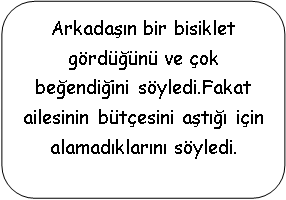 Arkadaşın bir bisiklet
gördüğünü ve çok
beğendiğini söyledi.Fakat
ailesinin bütçesini aştığı için
alamadıklarını söyledi.